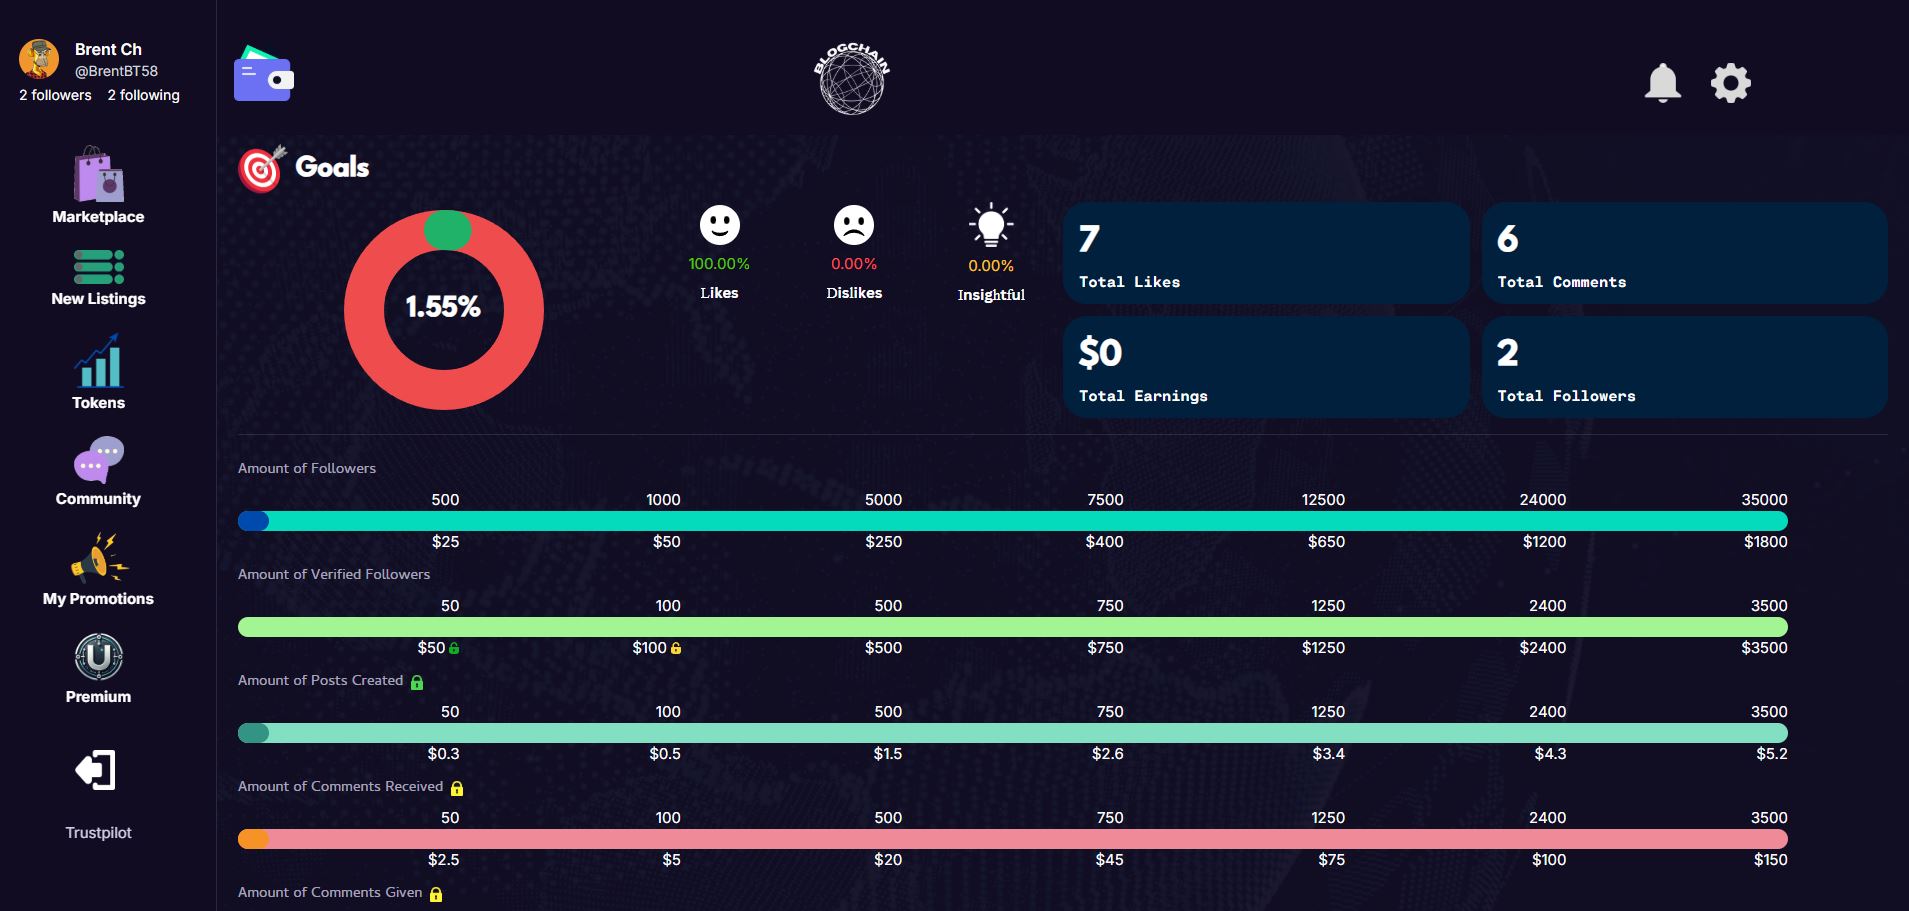 Brent Ch
@BrentBT58
2 followers 2 following
Marketplace
New Listings
Tokens
Community
My Promotions
Premium
Trustpilot
BLOGCHAIN
Goals
1.55%
100.00%
Likes
0.00%
Dislikes
0.00%
Insightful
7
Total Likes
6
Total Comments
$0
Total Earnings
2
Total Followers
Amount of Followers
500 1000 5000 7500 12500 24000 35000
$25 $50 $250 $400 $650 $1200 $1800
Amount of Verified Followers
50 100 500 750 1250 2400 3500
$50 $100 $500 $750 $1250 $2400 $3500
Amount of Posts Created
50 100 500 750 1250 2400 3500
$0.3 $0.5 $1.5 $2.6 $3.4 $4.3 $5.2
Amount of Comments Received
50 100 500 750 1250 2400 3500
$2.5 $5 $20 $45 $75 $100 $150
Amount of Comments Given